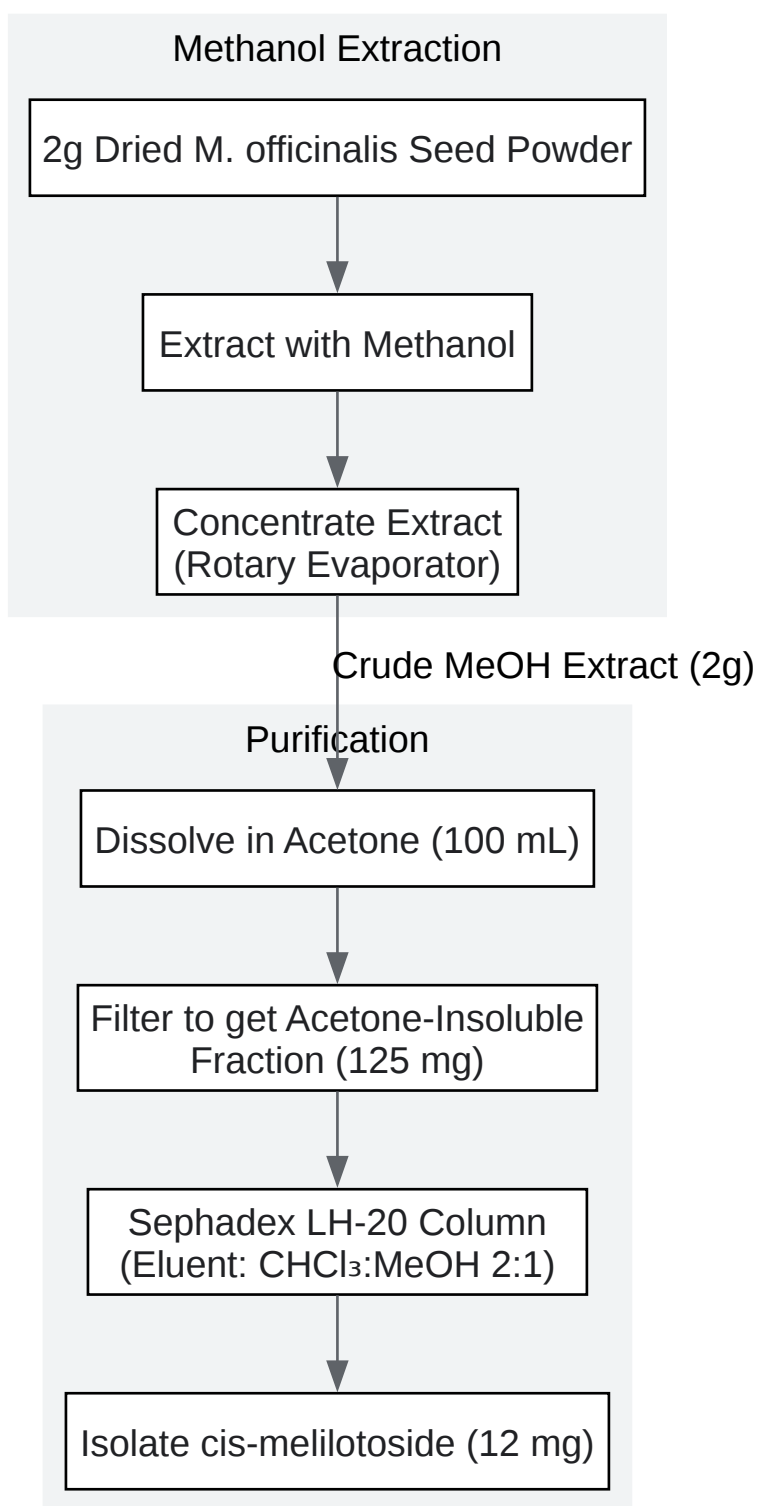 Methanol Extraction
2g Dried M. officinalis Seed Powder
Extract with Methanol
Concentrate Extract
(Rotary Evaporator)
Crude MeOH Extract (2g)
Purification
Dissolve in Acetone (100 mL)
Filter to get Acetone-Insoluble
Fraction (125 mg)
Sephadex LH-20 Column
(Eluent: CHCl₃:MeOH 2:1)
Isolate cis-melilotoside (12 mg)